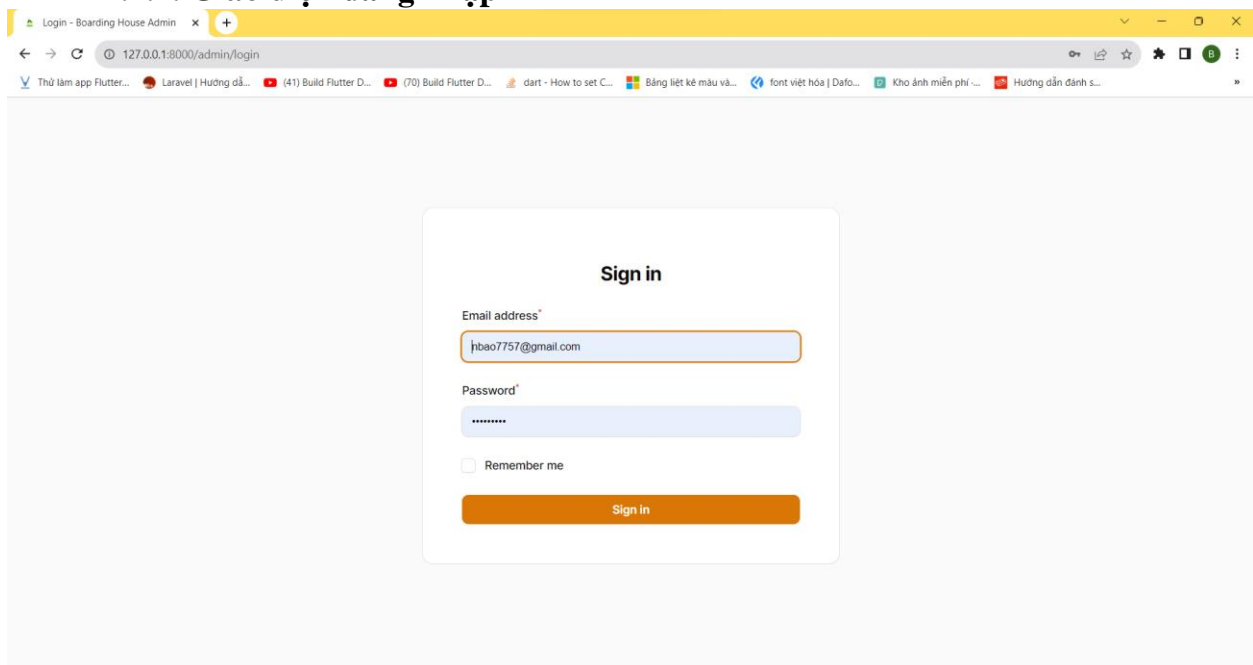 Login - Boarding House Admin
127.0.0.1:8000/admin/login
B
Thử làm app Flutter... Laravel | Hướng dẫ... (41) Build Flutter D... (70) Build Flutter D... dart - How to set C... Bảng liệt kê màu và... font việt hóa | Dafo... Kho ảnh miễn phí -... Hướng dẫn đánh s... »
Sign in
Email address*
nbao7757@gmail.com
Password*
•••••••••
Remember me
Sign in